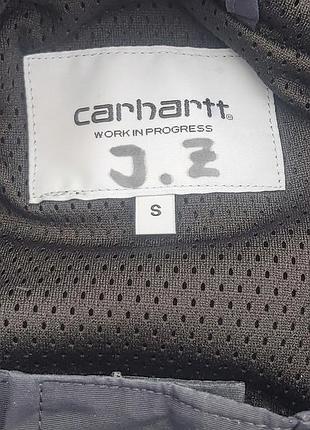 carhartt®
WORK IN PROGRESS
J.Z
S